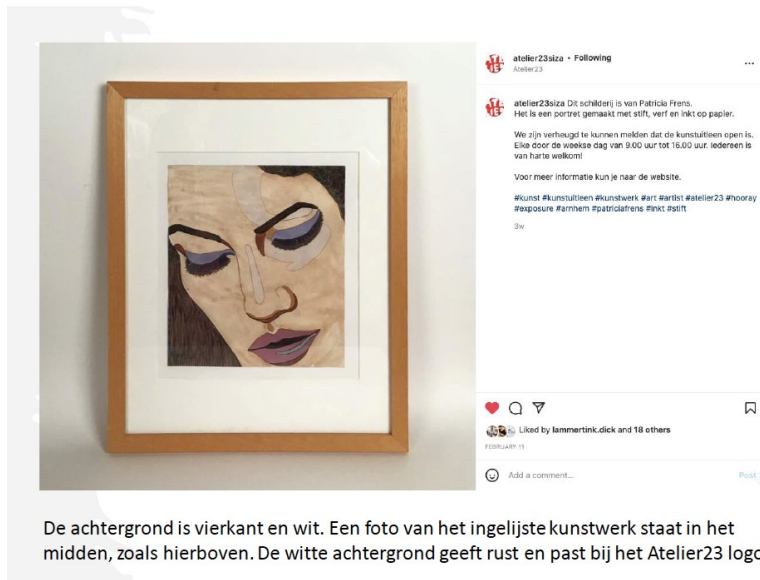 atelier23siza • Following
Atelier23
atelier23siza Dit schilderij is van Patricia Frens.
Het is een portret gemaakt met stift, verf en inkt op papier.
We zijn verheugd te kunnen melden dat de kunstuitleen open is.
Elke door de weekse dag van 9.00 uur tot 16.00 uur. Iedereen is
van harte welkom!
Voor meer informatie kun je naar de website.
#kunst #kunstuitleen #kunstwerk #art #artist #atelier23 #hooray
#exposure #arnhem #patriciafrens #inkt #stift
3w
Liked by lammertink.dick and 18 others
FEBRUARY 11
Add a comment...
Post
De achtergrond is vierkant en wit. Een foto van het ingelijste kunstwerk staat in het
midden, zoals hierboven. De witte achtergrond geeft rust en past bij het Atelier23 logo